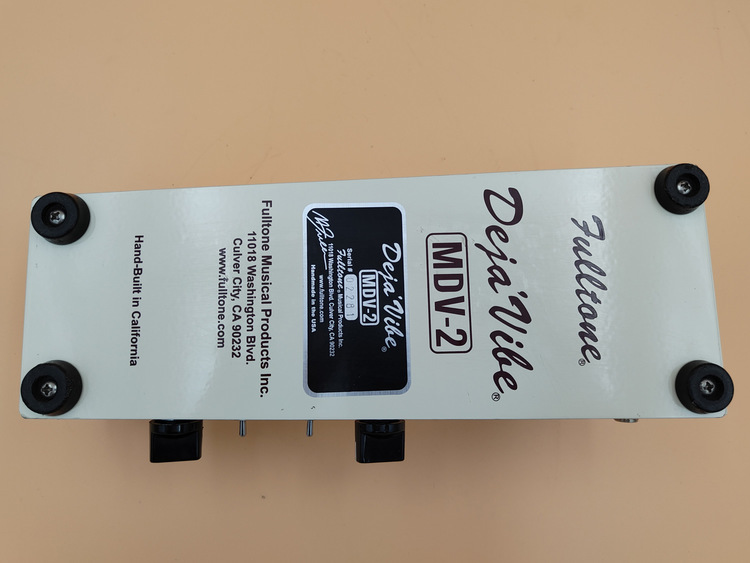 Fulltone®
Deja'Vibe®
MDV-2
Deja'Vibe®
MDV-2
Fulltone® Musical Products Inc.
11018 Washington Blvd. Culver City, CA 90232
www.fulltone.com
Serial #
Handmade in the USA
Fulltone Musical Products Inc.
11018 Washington Blvd.
Culver City, CA 90232
www.fulltone.com
Hand-Built in California